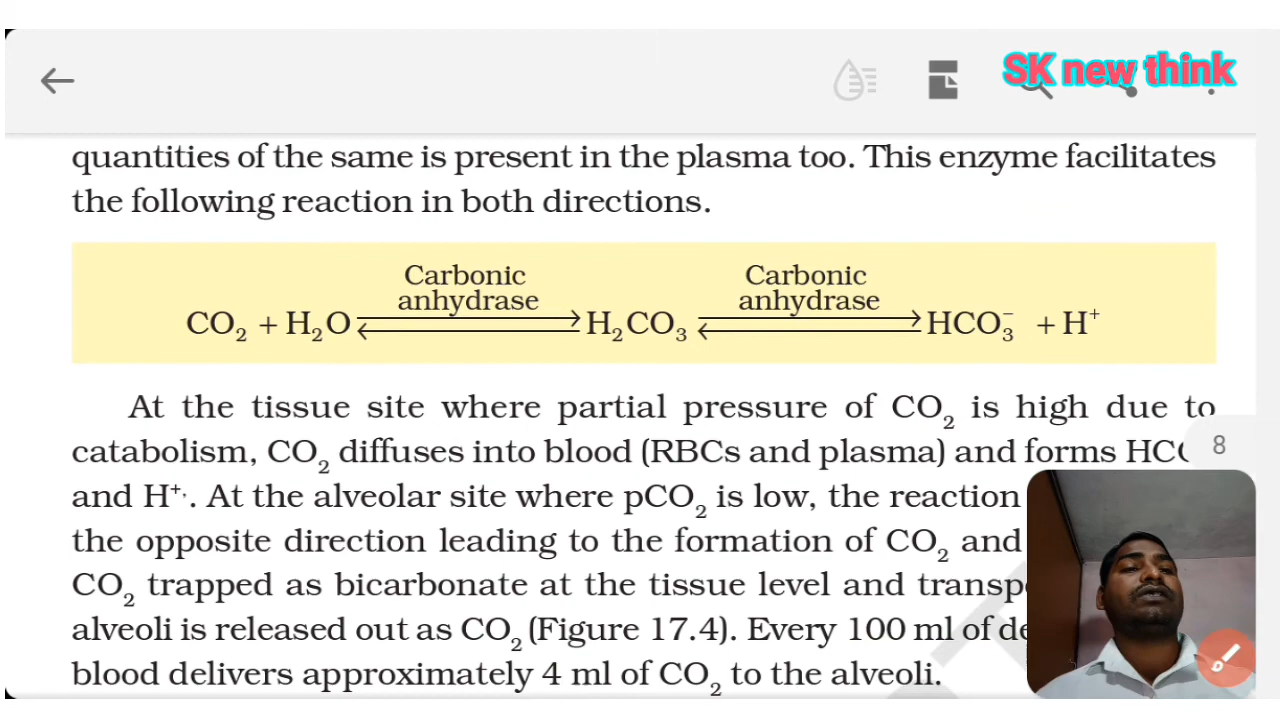 SK new think
quantities of the same is present in the plasma too. This enzyme facilitates
the following reaction in both directions.
Carbonic anhydrase Carbonic anhydrase
CO₂ + H₂O ⇌ H₂CO₃ ⇌ HCO₃⁻ + H⁺
At the tissue site where partial pressure of CO₂ is high due to
catabolism, CO₂ diffuses into blood (RBCs and plasma) and forms
8
and H⁺·. At the alveolar site where pCO₂ is low, the reaction
the opposite direction leading to the formation of CO₂ and
CO₂ trapped as bicarbonate at the tissue level and
alveoli is released out as CO₂ (Figure 17.4). Every 100 ml of
blood delivers approximately 4 ml of CO₂ to the alveoli.